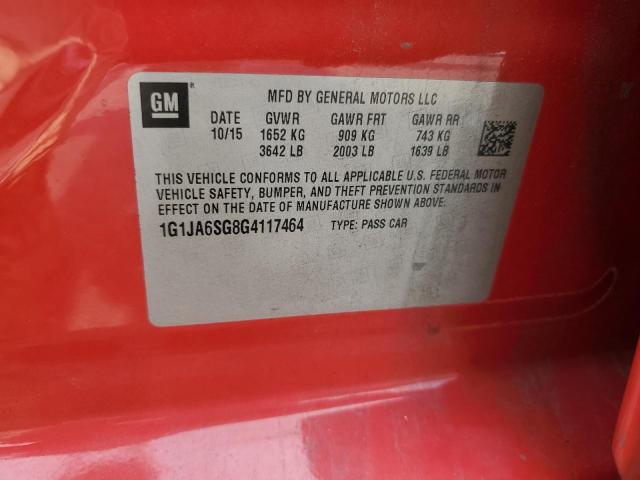 GM
MFD BY GENERAL MOTORS LLC
DATE GVWR GAWR FRT GAWR RR
10/15 1652 KG 909 KG 743 KG
3642 LB 2003 LB 1639 LB
THIS VEHICLE CONFORMS TO ALL APPLICABLE U.S. FEDERAL MOTOR
VEHICLE SAFETY, BUMPER, AND THEFT PREVENTION STANDARDS IN
EFFECT ON THE DATE OF MANUFACTURE SHOWN ABOVE:
1G1JA6SG8G4117464 TYPE: PASS CAR